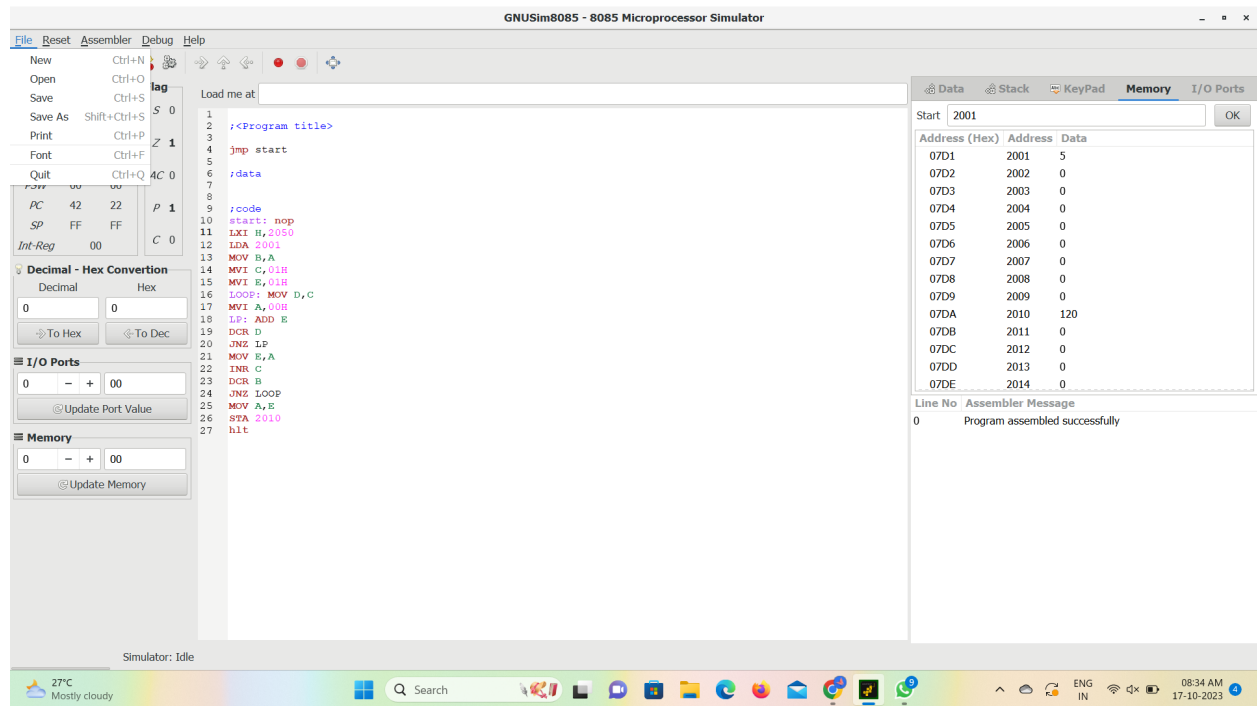 GNUSim8085 - 8085 Microprocessor Simulator
File Reset Assembler Debug Help
New Ctrl+N
Open Ctrl+O
Save Ctrl+S
Save As Shift+Ctrl+S
Print Ctrl+P
Font Ctrl+F
Quit Ctrl+Q
lag
S 0
Z 1
AC 0
P 1
C 0
PSW 00 00
PC 42 22
SP FF FF
Int-Reg 00
Decimal - Hex Convertion
Decimal Hex
0 0
To Hex To Dec
I/O Ports
0 - + 00
Update Port Value
Memory
0 - + 00
Update Memory
Load me at
1
2 ;<Program title>
3
4 jmp start
5
6 ;data
7
8
9 ;code
10 start: nop
11 LXI H,2050
12 LDA 2001
13 MOV B,A
14 MVI C,01H
15 MVI E,01H
16 LOOP: MOV D,C
17 MVI A,00H
18 LP: ADD E
19 DCR D
20 JNZ LP
21 MOV E,A
22 INR C
23 DCR B
24 JNZ LOOP
25 MOV A,E
26 STA 2010
27 hlt
Data Stack KeyPad Memory I/O Ports
Start 2001 OK
Address (Hex) Address Data
07D1 2001 5
07D2 2002 0
07D3 2003 0
07D4 2004 0
07D5 2005 0
07D6 2006 0
07D7 2007 0
07D8 2008 0
07D9 2009 0
07DA 2010 120
07DB 2011 0
07DC 2012 0
07DD 2013 0
07DE 2014 0
Line No Assembler Message
0 Program assembled successfully
Simulator: Idle
27°C
Mostly cloudy
Search
4
9
ENG
IN
08:34 AM
17-10-2023
4